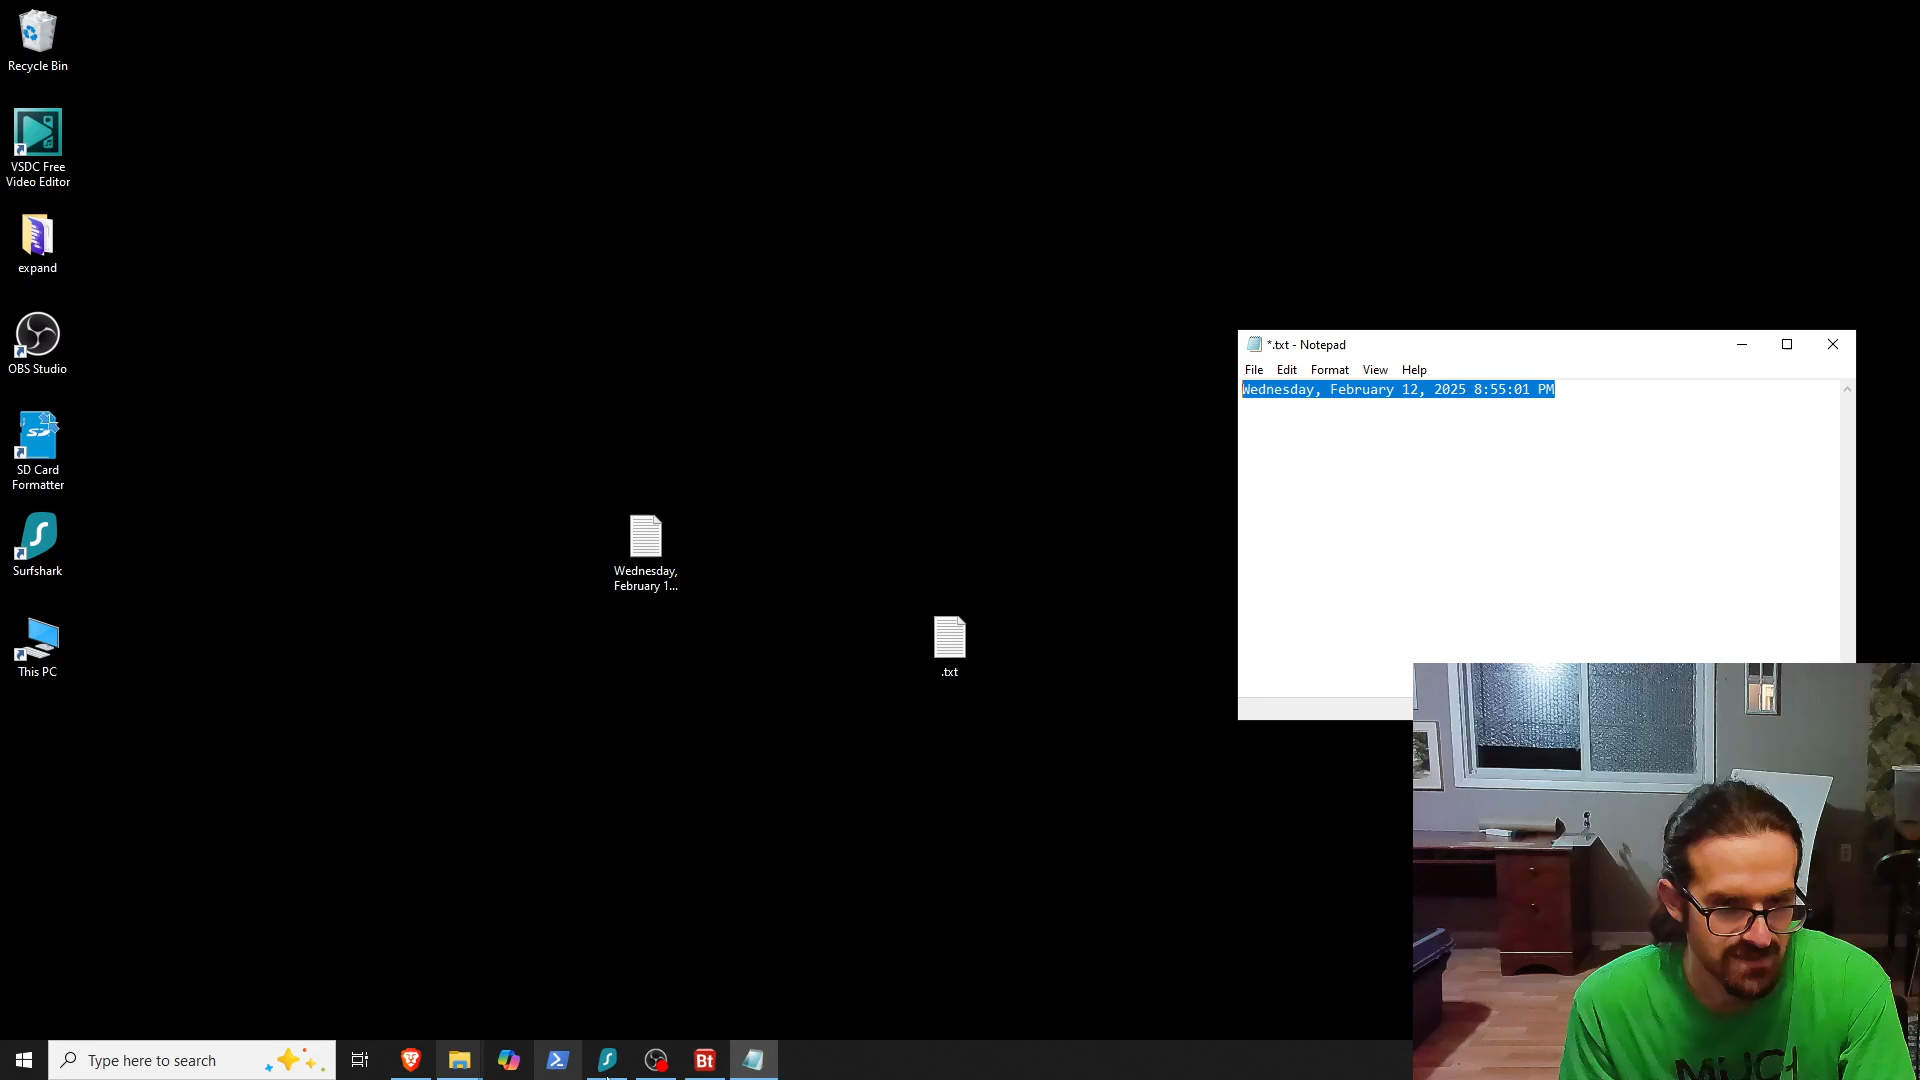 Recycle Bin
VSDC Free
Video Editor
expand
OBS Studio
SD
SD Card
Formatter
Surfshark
This PC
Wednesday,
February 1...
.txt
*.txt - Notepad
File Edit Format View Help
Wednesday, February 12, 2025 8:55:01 PM
Type here to search
Bt